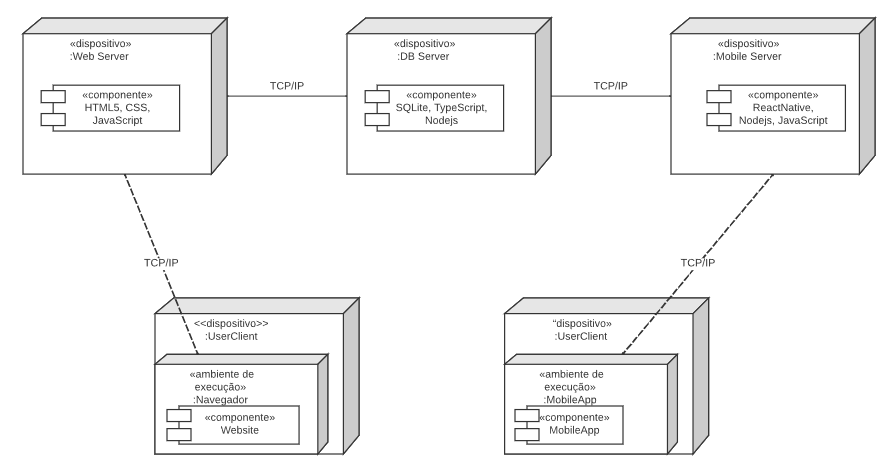 «dispositivo»
:Web Server
«componente»
HTML5, CSS,
JavaScript
TCP/IP
«dispositivo»
:DB Server
«componente»
SQLite, TypeScript,
Nodejs
TCP/IP
«dispositivo»
:Mobile Server
«componente»
ReactNative,
Nodejs, JavaScript
TCP/IP
TCP/IP
<<dispositivo>>
:UserClient
«ambiente de
execução»
:Navegador
«componente»
Website
“dispositivo»
:UserClient
«ambiente de
execução»
:MobileApp
«componente»
MobileApp